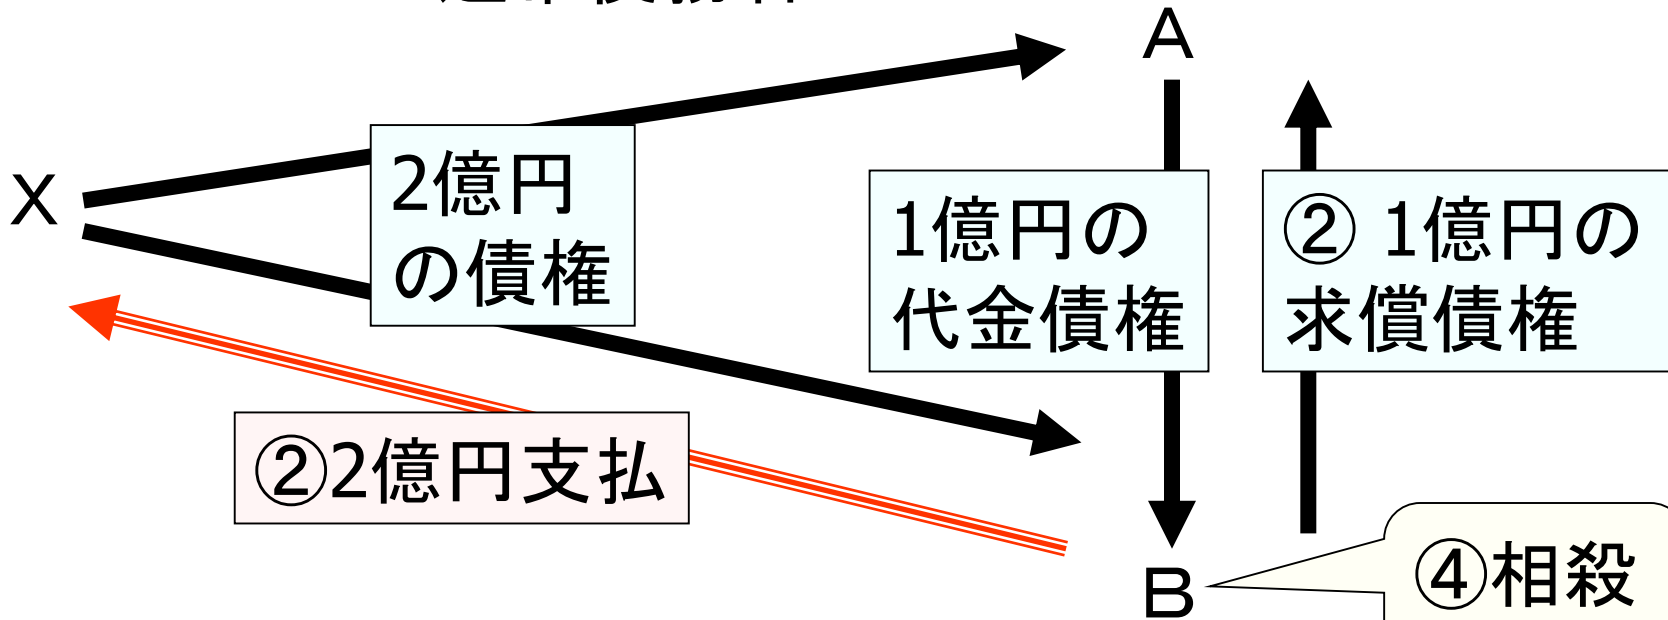 A
X
2億円
の債権
1億円の
代金債権
② 1億円の
求償債権
②2億円支払
④相殺
B